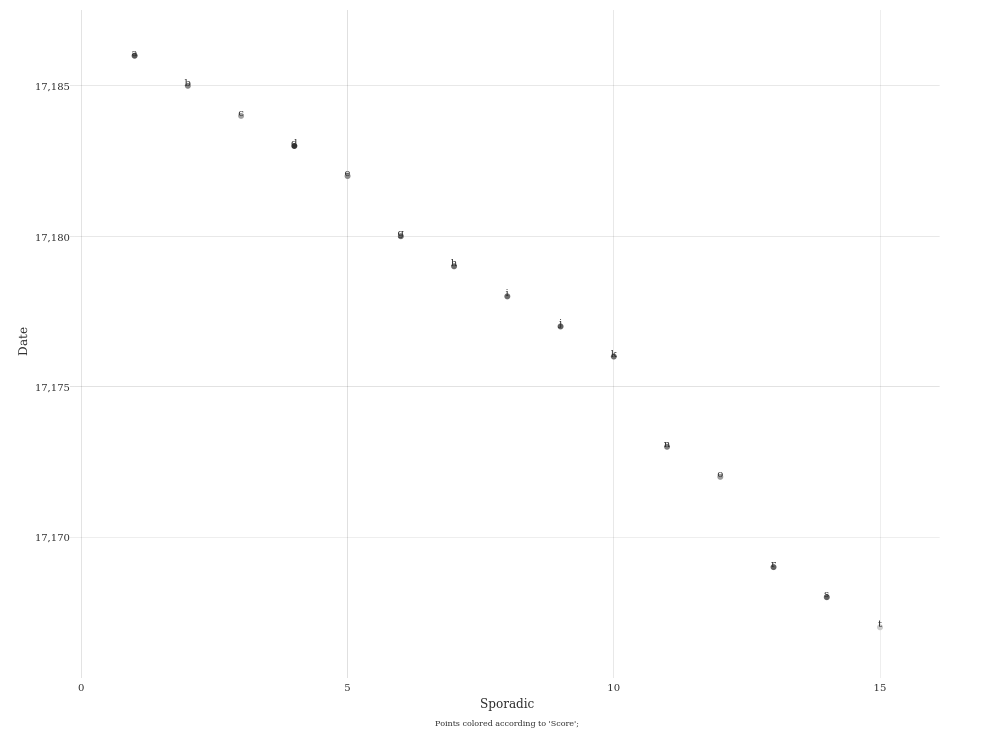 a
17,185
b
c
d
e
17,180
g
h
i
j
Date
k
17,175
n
o
17,170
r
s
t
0
5
10
15
Sporadic
Points colored according to 'Score';